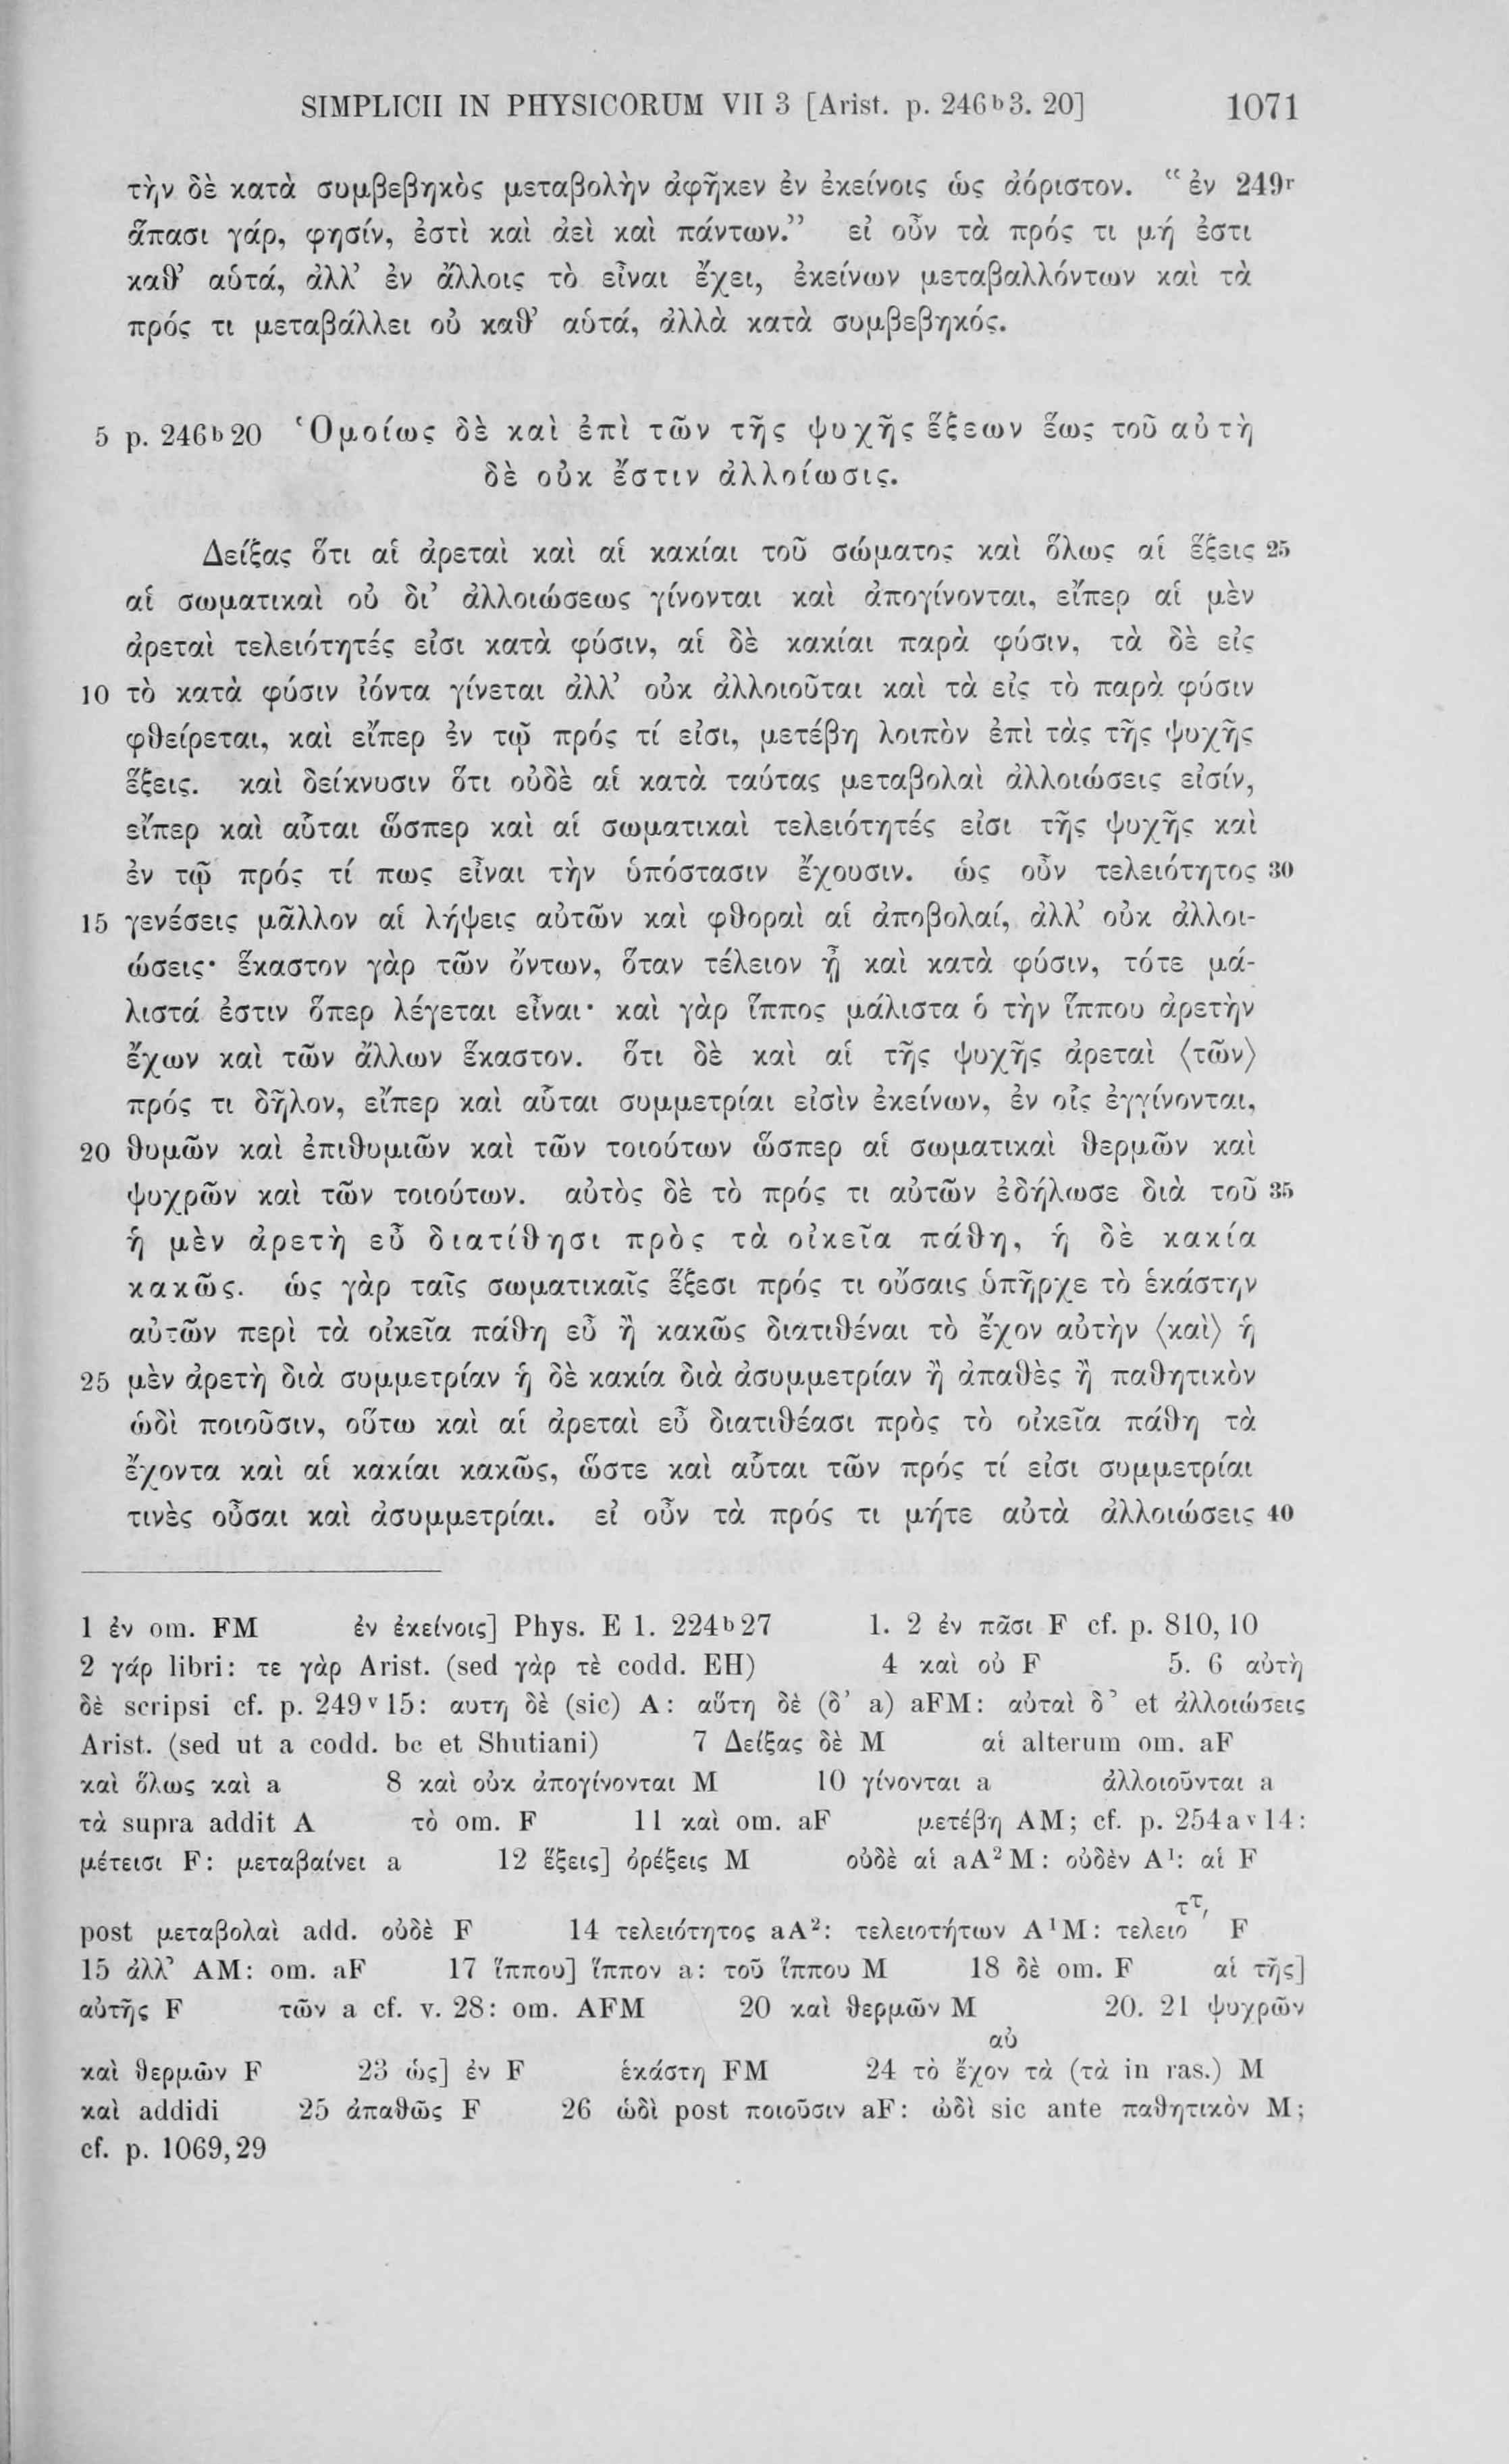 SIMPLICII IN PHYSICORUM VII 3 [Arist. p. 246ᵇ3. 20] 1071
τὴν δὲ κατὰ συμβεβηκὸς μεταβολὴν ἀφῆκεν ἐν ἐκείνοις ὡς ἀόριστον. “ἐν 249ʳ
ἅπασι γάρ, φησίν, ἐστὶ καὶ ἀεὶ καὶ πάντων.” εἰ οὖν τὰ πρός τι μή ἐστι
καθ’ αὑτά, ἀλλ’ ἐν ἄλλοις τὸ εἶναι ἔχει, ἐκείνων μεταβαλλόντων καὶ τὰ
πρός τι μεταβάλλει οὐ καθ’ αὑτά, ἀλλὰ κατὰ συμβεβηκός.
5 p. 246ᵇ20 Ὁμοίως δὲ καὶ ἐπὶ τῶν τῆς ψυχῆς ἕξεων ἕως τοῦ αὐτὴ
δὲ οὐκ ἔστιν ἀλλοίωσις.
Δείξας ὅτι αἱ ἀρεταὶ καὶ αἱ κακίαι τοῦ σώματος καὶ ὅλως αἱ ἕξεις 25
αἱ σωματικαὶ οὐ δι’ ἀλλοιώσεως γίνονται καὶ ἀπογίνονται, εἴπερ αἱ μὲν
ἀρεταὶ τελειότητές εἰσι κατὰ φύσιν, αἱ δὲ κακίαι παρὰ φύσιν, τὰ δὲ εἰς
10 τὸ κατὰ φύσιν ἰόντα γίνεται ἀλλ’ οὐκ ἀλλοιοῦται καὶ τὰ εἰς τὸ παρὰ φύσιν
φθείρεται, καὶ εἴπερ ἐν τῷ πρός τί εἰσι, μετέβη λοιπὸν ἐπὶ τὰς τῆς ψυχῆς
ἕξεις. καὶ δείκνυσιν ὅτι οὐδὲ αἱ κατὰ ταύτας μεταβολαὶ ἀλλοιώσεις εἰσίν,
εἴπερ καὶ αὗται ὥσπερ καὶ αἱ σωματικαὶ τελειότητές εἰσι τῆς ψυχῆς καὶ
ἐν τῷ πρός τί πως εἶναι τὴν ὑπόστασιν ἔχουσιν. ὡς οὖν τελειότητος 30
15 γενέσεις μᾶλλον αἱ λήψεις αὐτῶν καὶ φθοραὶ αἱ ἀποβολαί, ἀλλ’ οὐκ ἀλλοι-
ώσεις· ἕκαστον γὰρ τῶν ὄντων, ὅταν τέλειον ᾖ καὶ κατὰ φύσιν, τότε μά-
λιστά ἐστιν ὅπερ λέγεται εἶναι· καὶ γὰρ ἵππος μάλιστα ὁ τὴν ἵππου ἀρετὴν
ἔχων καὶ τῶν ἄλλων ἕκαστον. ὅτι δὲ καὶ αἱ τῆς ψυχῆς ἀρεταὶ ⟨τῶν⟩
πρός τι δῆλον, εἴπερ καὶ αὗται συμμετρίαι εἰσὶν ἐκείνων, ἐν οἷς ἐγγίνονται,
20 θυμῶν καὶ ἐπιθυμιῶν καὶ τῶν τοιούτων ὥσπερ αἱ σωματικαὶ θερμῶν καὶ
ψυχρῶν καὶ τῶν τοιούτων. αὐτὸς δὲ τὸ πρός τι αὐτῶν ἐδήλωσε διὰ τοῦ 35
ἡ μὲν ἀρετὴ εὖ διατίθησι πρὸς τὰ οἰκεῖα πάθη, ἡ δὲ κακία
κακῶς. ὡς γὰρ ταῖς σωματικαῖς ἕξεσι πρός τι οὔσαις ὑπῆρχε τὸ ἑκάστην
αὐτῶν περὶ τὰ οἰκεῖα πάθη εὖ ἢ κακῶς διατιθέναι τὸ ἔχον αὐτὴν ⟨καὶ⟩ ἡ
25 μὲν ἀρετὴ διὰ συμμετρίαν ἡ δὲ κακία διὰ ἀσυμμετρίαν ἢ ἀπαθὲς ἢ παθητικὸν
ὡδὶ ποιοῦσιν, οὕτω καὶ αἱ ἀρεταὶ εὖ διατιθέασι πρὸς τὸ οἰκεῖα πάθη τὰ
ἔχοντα καὶ αἱ κακίαι κακῶς, ὥστε καὶ αὗται τῶν πρός τί εἰσι συμμετρίαι
τινὲς οὖσαι καὶ ἀσυμμετρίαι. εἰ οὖν τὰ πρός τι μήτε αὐτὰ ἀλλοιώσεις 40
1 ἐν om. FM ἐν ἐκείνοις] Phys. E 1. 224ᵇ27 1. 2 ἐν πᾶσι F cf. p. 810, 10
2 γάρ libri: τε γὰρ Arist. (sed γὰρ τὲ codd. EH) 4 καὶ οὐ F 5. 6 αὐτὴ
δὲ scripsi cf. p. 249ᵛ15: αυτη δὲ (sic) A: αὕτη δὲ (δ’ a) aFM: αὐταὶ δ’ et ἀλλοιώσεις
Arist. (sed ut a codd. bc et Shutiani) 7 Δείξας δὲ M αἱ alterum om. aF
καὶ ὅλως καὶ a 8 καὶ οὐκ ἀπογίνονται M 10 γίνονται a ἀλλοιοῦνται a
τὰ supra addit A τὸ om. F 11 καὶ om. aF μετέβη AM; cf. p. 254aᵛ14:
μέτεισι F: μεταβαίνει a 12 ἕξεις] ὀρέξεις M οὐδὲ αἱ aA²M: οὐδὲν A¹: αἱ F
post μεταβολαὶ add. οὐδὲ F 14 τελειότητος aA²: τελειοτήτων A¹M: τελειοττ F
15 ἀλλ’ AM: om. aF 17 ἵππου] ἵππον a: τοῦ ἵππου M 18 δὲ om. F αἱ τῆς]
αὐτῆς F τῶν a cf. v. 28: om. AFM 20 καὶ θερμῶν M 20. 21 ψυχρῶν
αὐ
καὶ θερμῶν F 23 ὡς] ἐν F ἑκάστη FM 24 τὸ ἔχον τὰ (τὰ in ras.) M
καὶ addidi 25 ἀπαθῶς F 26 ὡδὶ post ποιοῦσιν aF: ὡδὶ sic ante παθητικὸν M;
cf. p. 1069,29